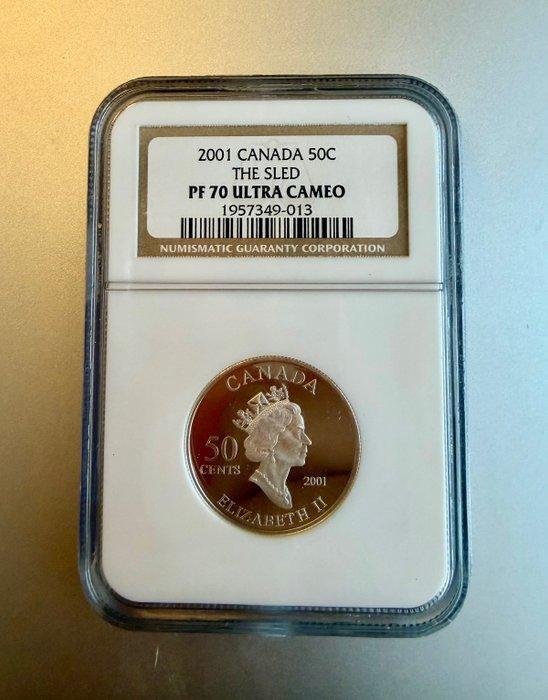 2001 CANADA 50C
THE SLED
PF 70 ULTRA CAMEO
1957349-013
NUMISMATIC GUARANTY CORPORATION
CANADA
50
CENTS
2001
ELIZABETH II